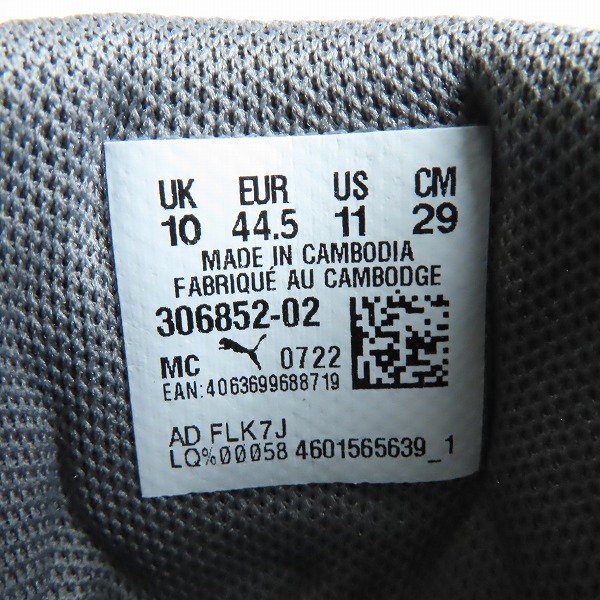 UK EUR US CM
10 44.5 11 29
MADE IN CAMBODIA
FABRIQUÉ AU CAMBODGE
306852-02
MC 0722
EAN:4063699688719
AD FLK7J
LQ%00058 4601565639_1